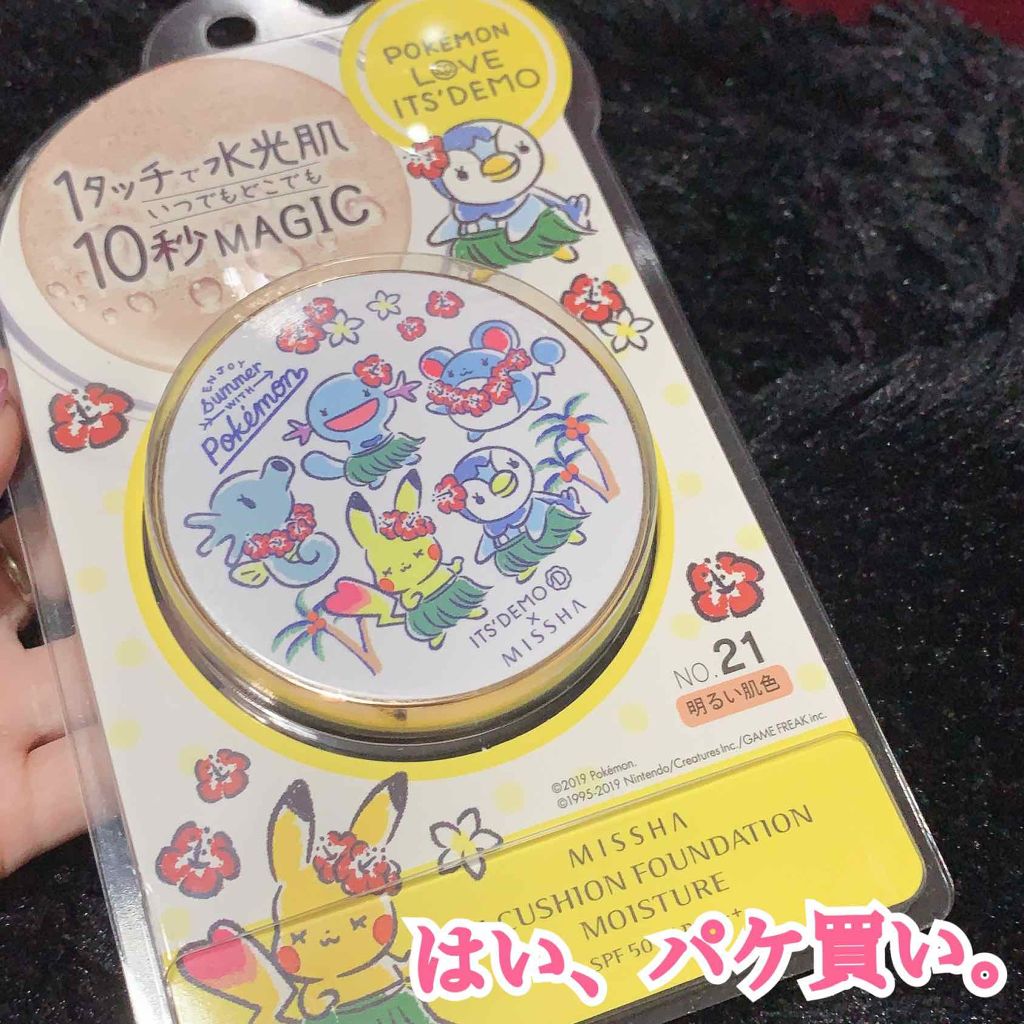 POKÉMON
LOVE
ITS'DEMO
1タッチで水光肌
いつでもどこでも
10秒MAGIC
ENJOY
Summer
WITH
Pokémon
ITS'DEMO
×
MISSHA
NO.21
明るい肌色
©2019 Pokémon.
©1995-2019 Nintendo/Creatures Inc./GAME FREAK inc.
MISSHA
CUSHION FOUNDATION
MOISTURE
SPF 50
はい、パケ買い。